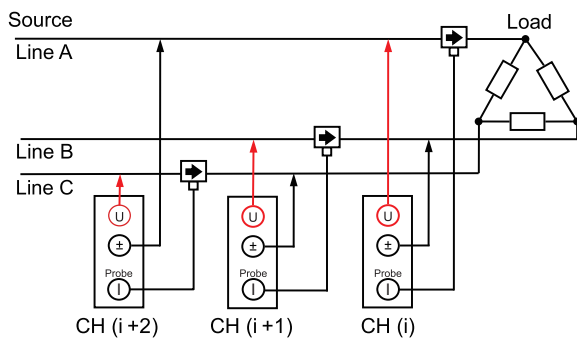 Source
Load
Line A
Line B
Line C
U U U
± ± ±
Probe Probe Probe
I I I
CH (i +2) CH (i +1) CH (i)